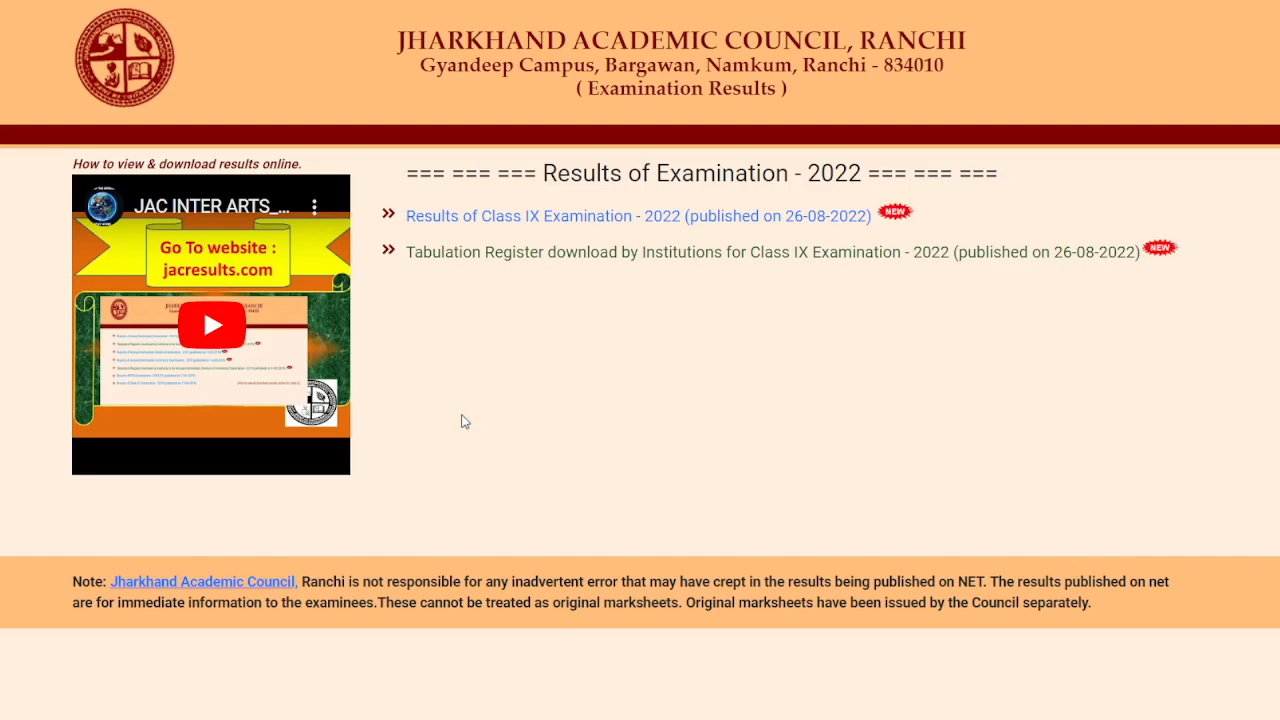 JHARKHAND ACADEMIC COUNCIL, RANCHI
Gyandeep Campus, Bargawan, Namkum, Ranchi - 834010
( Examination Results )
How to view & download results online.
JAC INTER ARTS_...
Go To website :
jacresults.com
=== === === Results of Examination - 2022 === === ===
Results of Class IX Examination - 2022 (published on 26-08-2022) NEW
Tabulation Register download by Institutions for Class IX Examination - 2022 (published on 26-08-2022) NEW
Note: Jharkhand Academic Council, Ranchi is not responsible for any inadvertent error that may have crept in the results being published on NET. The results published on net
are for immediate information to the examinees.These cannot be treated as original marksheets. Original marksheets have been issued by the Council separately.